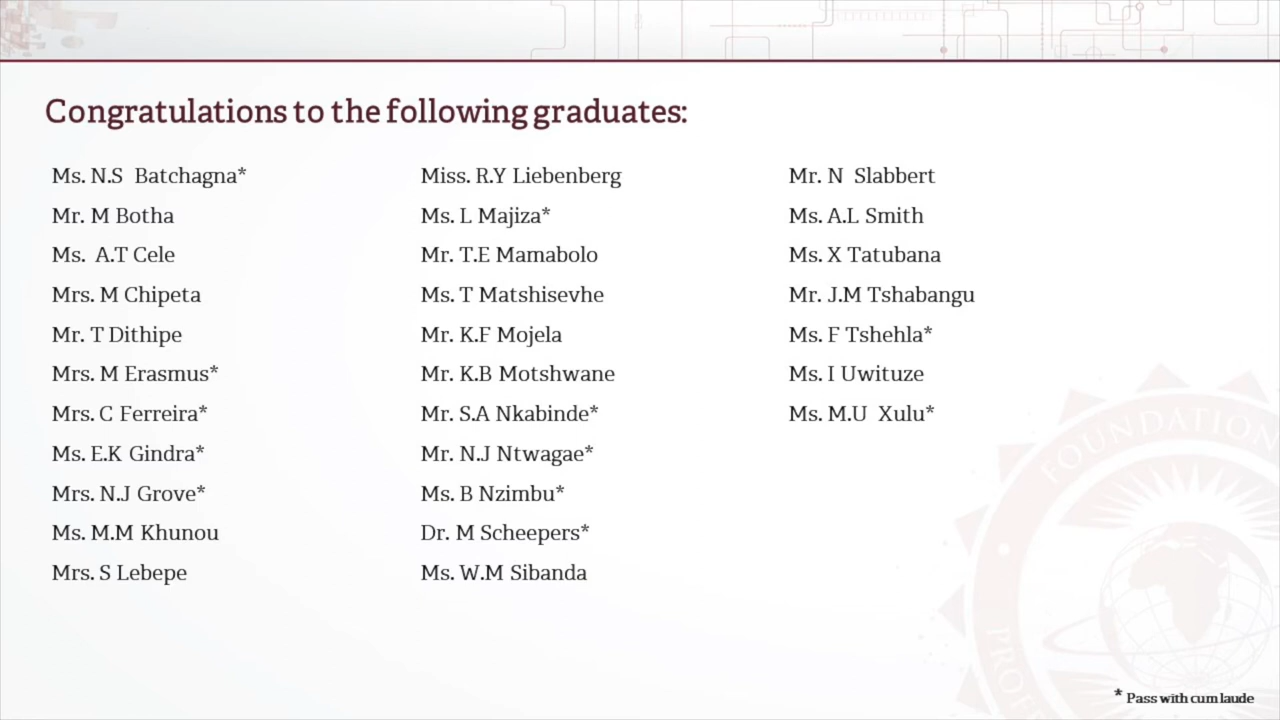 Congratulations to the following graduates:
Ms. N.S  Batchagna*
Mr. M Botha
Ms.  A.T Cele
Mrs. M Chipeta
Mr. T Dithipe
Mrs. M Erasmus*
Mrs. C Ferreira*
Ms. E.K Gindra*
Mrs. N.J Grove*
Ms. M.M Khunou
Mrs. S Lebepe
Miss. R.Y Liebenberg
Ms. L Majiza*
Mr. T.E Mamabolo
Ms. T Matshisevhe
Mr. K.F Mojela
Mr. K.B Motshwane
Mr. S.A Nkabinde*
Mr. N.J Ntwagae*
Ms. B Nzimbu*
Dr. M Scheepers*
Ms. W.M Sibanda
Mr. N  Slabbert
Ms. A.L Smith
Ms. X Tatubana
Mr. J.M Tshabangu
Ms. F Tshehla*
Ms. I Uwituze
Ms. M.U  Xulu*
FOUNDATION
* Pass with cum laude